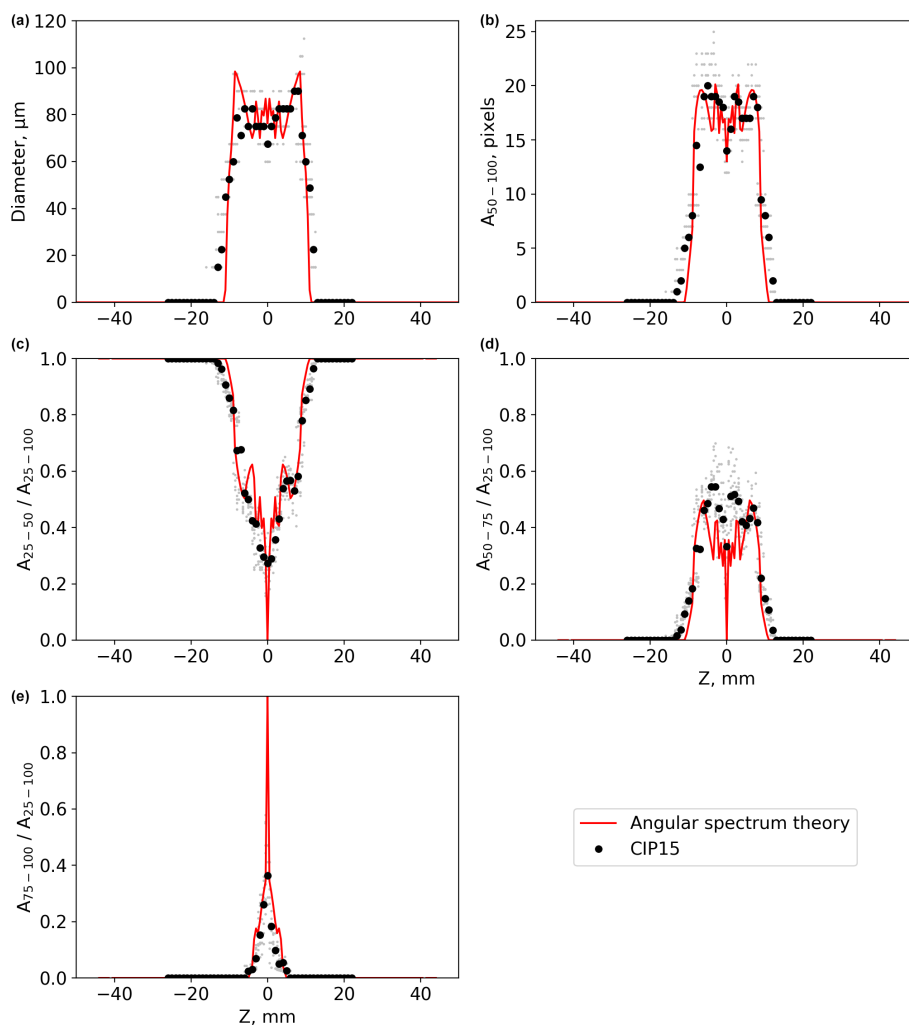 (a)
120
100
80
60
40
20
0
Diameter, µm
−40 −20 0 20 40
(b)
25
20
15
10
5
0
A50−100, pixels
−40 −20 0 20 40
(c)
1.0
0.8
0.6
0.4
0.2
0.0
A25−50 / A25−100
−40 −20 0 20 40
(d)
1.0
0.8
0.6
0.4
0.2
0.0
A50−75 / A25−100
−40 −20 0 20 40
Z, mm
(e)
1.0
0.8
0.6
0.4
0.2
0.0
A75−100 / A25−100
−40 −20 0 20 40
Z, mm
Angular spectrum theory
CIP15